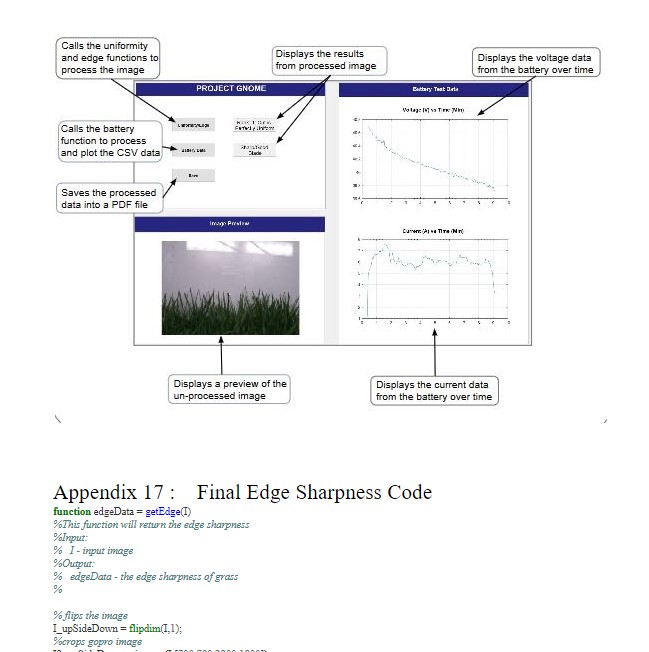 Calls the uniformity
and edge functions to
process the image
Displays the results
from processed image
Displays the voltage data
from the battery over time
PROJECT GNOME
Battery Test Data
Voltage (V) vs Time (Min)
Uniformity/Edge
Perfectly Uniform
Calls the battery
function to process
and plot the CSV data
Battery Data
Sharp/Good
Blade
Save
Saves the processed
data into a PDF file
Image Preview
Current (A) vs Time (Min)
Displays a preview of the
un-processed image
Displays the current data
from the battery over time
Appendix 17 : Final Edge Sharpness Code
function edgeData = getEdge(I)
%This function will return the edge sharpness
%Input:
% I - input image
%Output:
% edgeData - the edge sharpness of grass
%
% flips the image
I_upSideDown = flipdim(I,1);
%crops gopro image